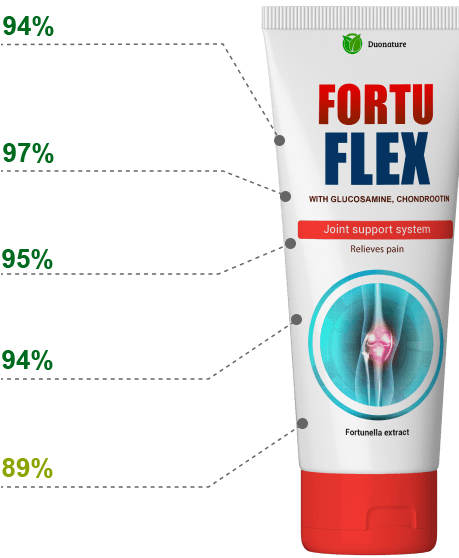 94%
97%
95%
94%
89%
Duonature
FORTU
FLEX
WITH GLUCOSAMINE, CHONDROOTIN
Joint support system
Relieves pain
Fortunella extract